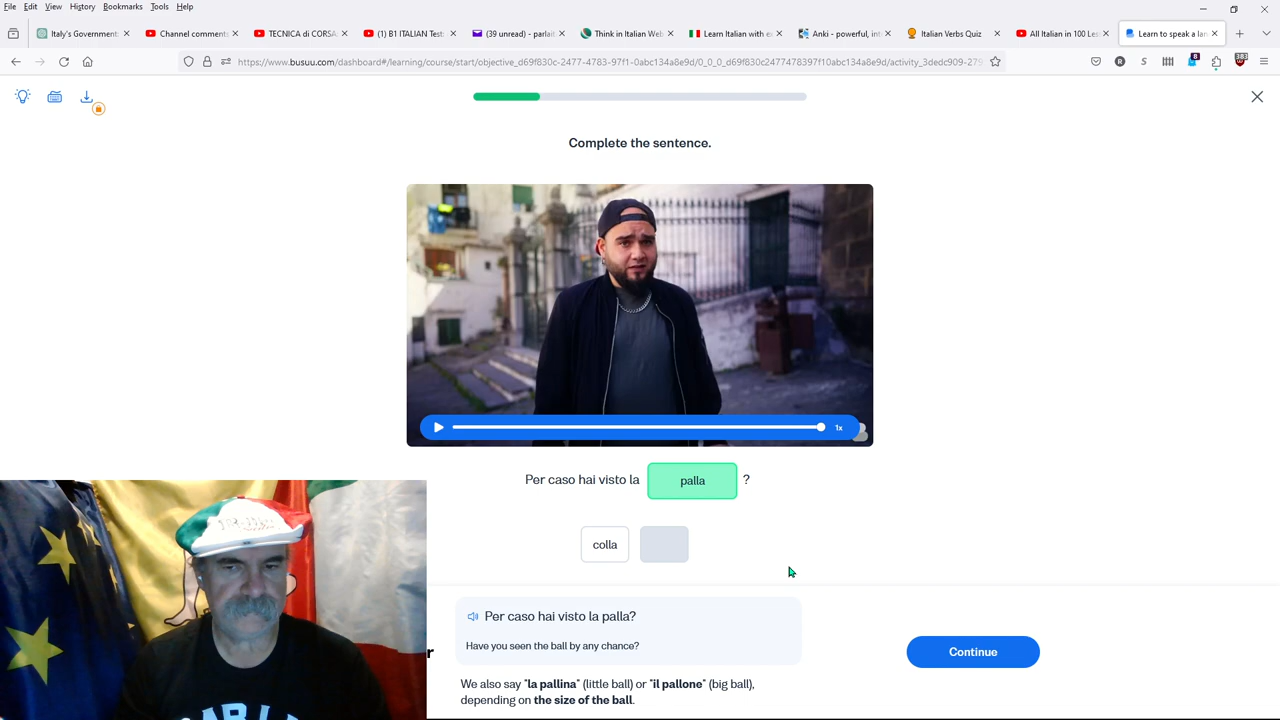 File Edit View History Bookmarks Tools Help
Italy's Government
Channel comment:
TECNICA di CORSA
(1) B1 ITALIAN Test
(39 unread) - parlait
Think in Italian Web
Learn Italian with e
Anki - powerful, int
Italian Verbs Quiz
All Italian in 100 Les
Learn to speak a lan
https://www.busuu.com/dashboard#/learning/course/start/objective_d69f830c-2477-4783-97f1-0abc134a8e9d/0_0_0_d69f830c2477478397f10abc134a8e9d/activity_3dedc909-275
Complete the sentence.
1x
Per caso hai visto la palla ?
colla
r
Per caso hai visto la palla?
Have you seen the ball by any chance?
Continue
We also say "la pallina" (little ball) or "il pallone" (big ball),
depending on the size of the ball.